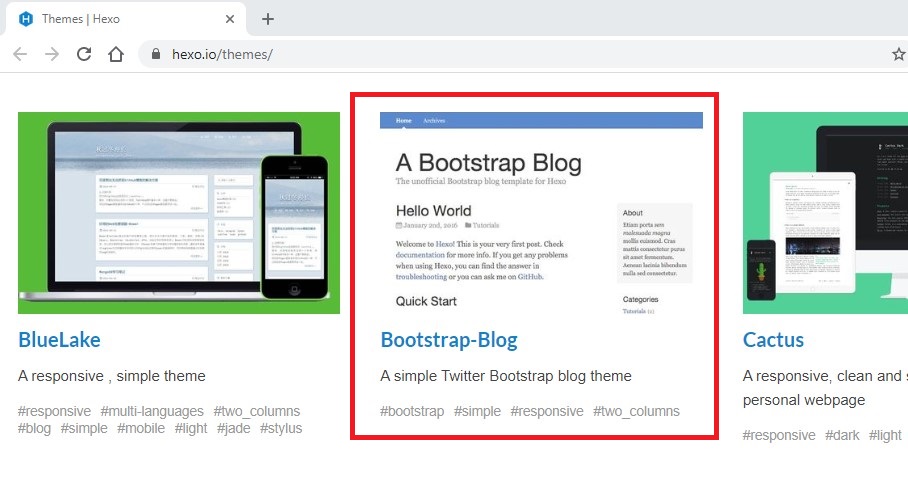 Themes | Hexo
hexo.io/themes/
Home Archives
A Bootstrap Blog
The unofficial Bootstrap blog template for Hexo
Hello World
January 2nd, 2016 Tutorials
Welcome to Hexo! This is your very first post. Check
documentation for more info. If you get any problems
when using Hexo, you can find the answer in
troubleshooting or you can ask me on GitHub.
Quick Start
About
Etiam porta sem
malesuada magna
mollis euismod. Cras
mattis consectetur purus
sit amet fermentum.
Aenean lacinia bibendum
nulla sed consectetur.
Categories
Tutorials (1)
BlueLake
A responsive , simple theme
#responsive #multi-languages #two_columns
#blog #simple #mobile #light #jade #stylus
Bootstrap-Blog
A simple Twitter Bootstrap blog theme
#bootstrap #simple #responsive #two_columns
Cactus
A responsive, clean and
personal webpage
#responsive #dark #light